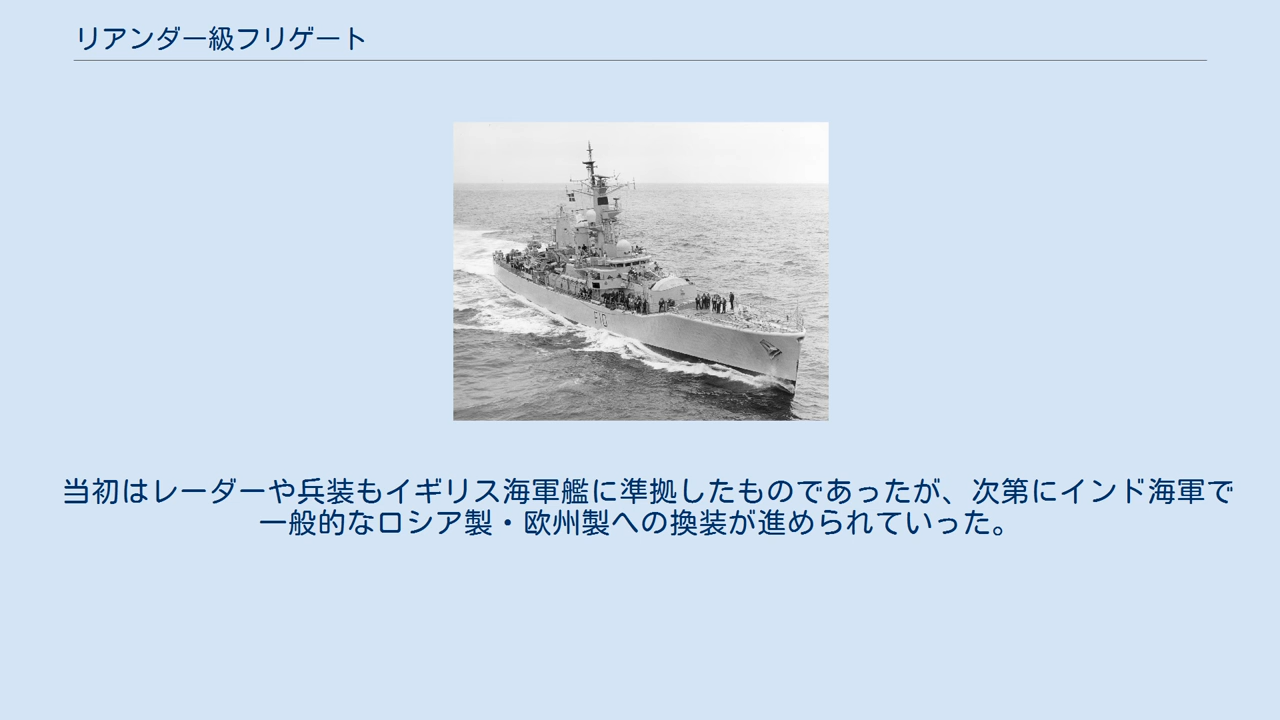 リアンダー級フリゲート
当初はレーダーや兵装もイギリス海軍艦に準拠したものであったが、次第にインド海軍で
一般的なロシア製・欧州製への換装が進められていった。